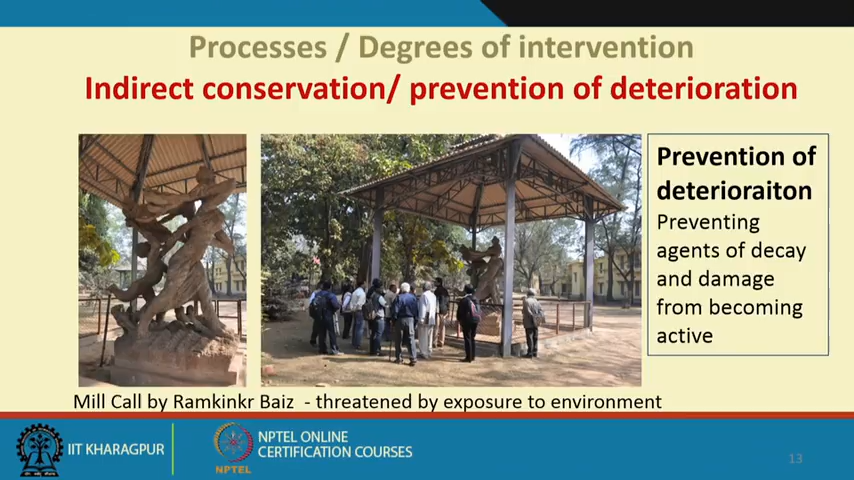 Processes / Degrees of intervention
Indirect conservation/ prevention of deterioration
Prevention of
deterioraiton
Preventing
agents of decay
and damage
from becoming
active
Mill Call by Ramkinkr Baiz - threatened by exposure to environment
IIT KHARAGPUR
NPTEL
NPTEL ONLINE
CERTIFICATION COURSES
13